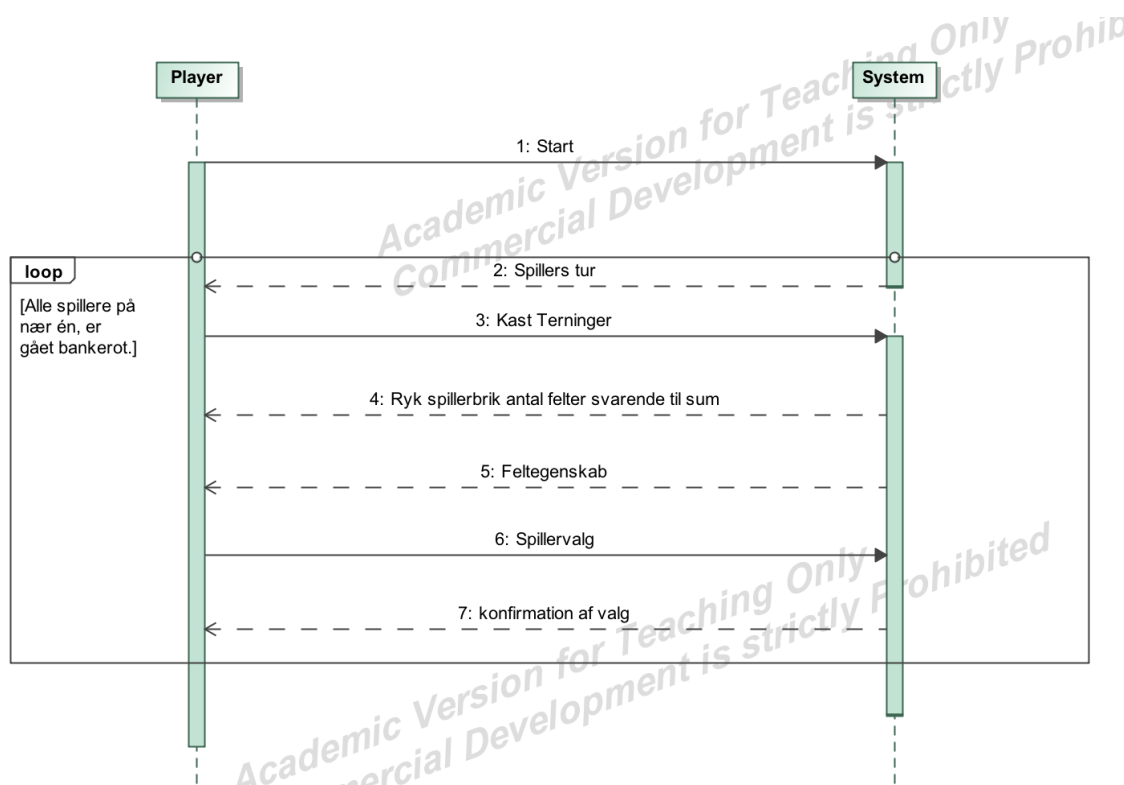 Academic Version for Teaching Only
Commercial Development is strictly Prohib
Player
System
1: Start
loop
[Alle spillere på
nær én, er
gået bankerot.]
2: Spillers tur
3: Kast Terninger
4: Ryk spillerbrik antal felter svarende til sum
5: Feltegenskab
6: Spillervalg
7: konfirmation af valg
Academic Version for Teaching Only
mercial Development is strictly Prohibited